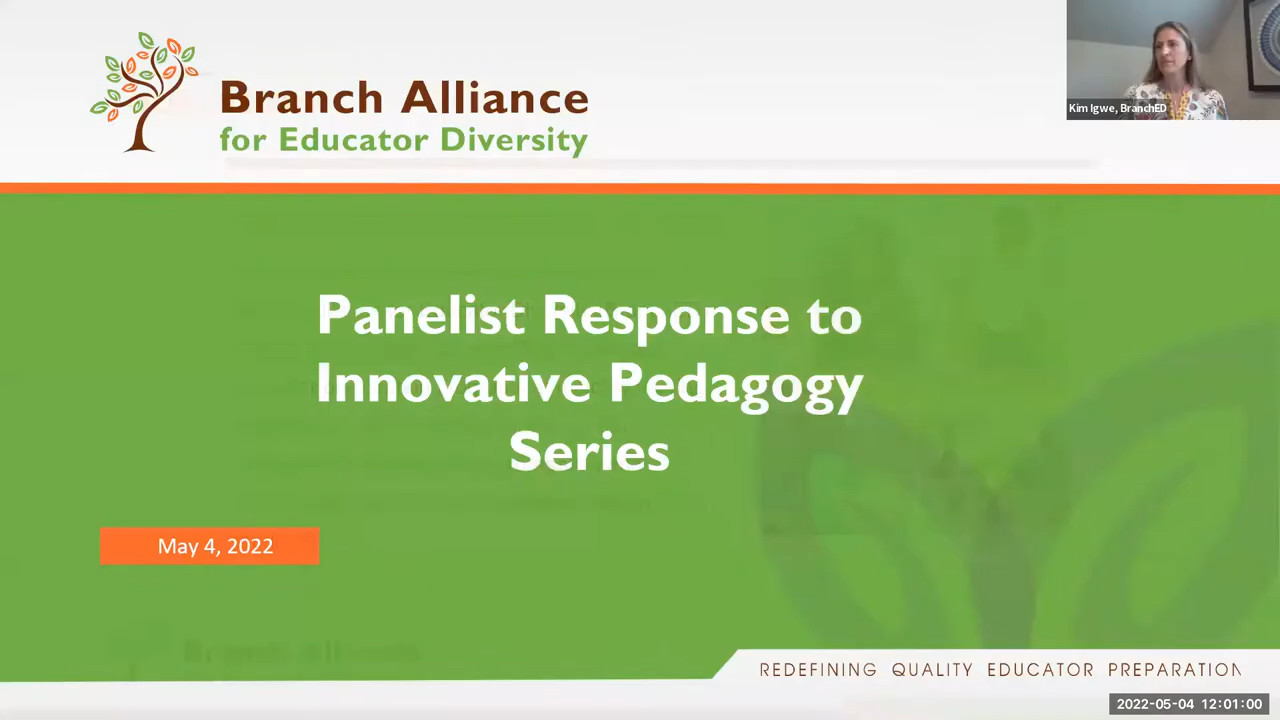 Branch Alliance
for Educator Diversity
Kim Igwe, BranchED
Panelist Response to
Innovative Pedagogy
Series
May 4, 2022
REDEFINING QUALITY EDUCATOR PREPARATION
2022-05-04 12:01:00